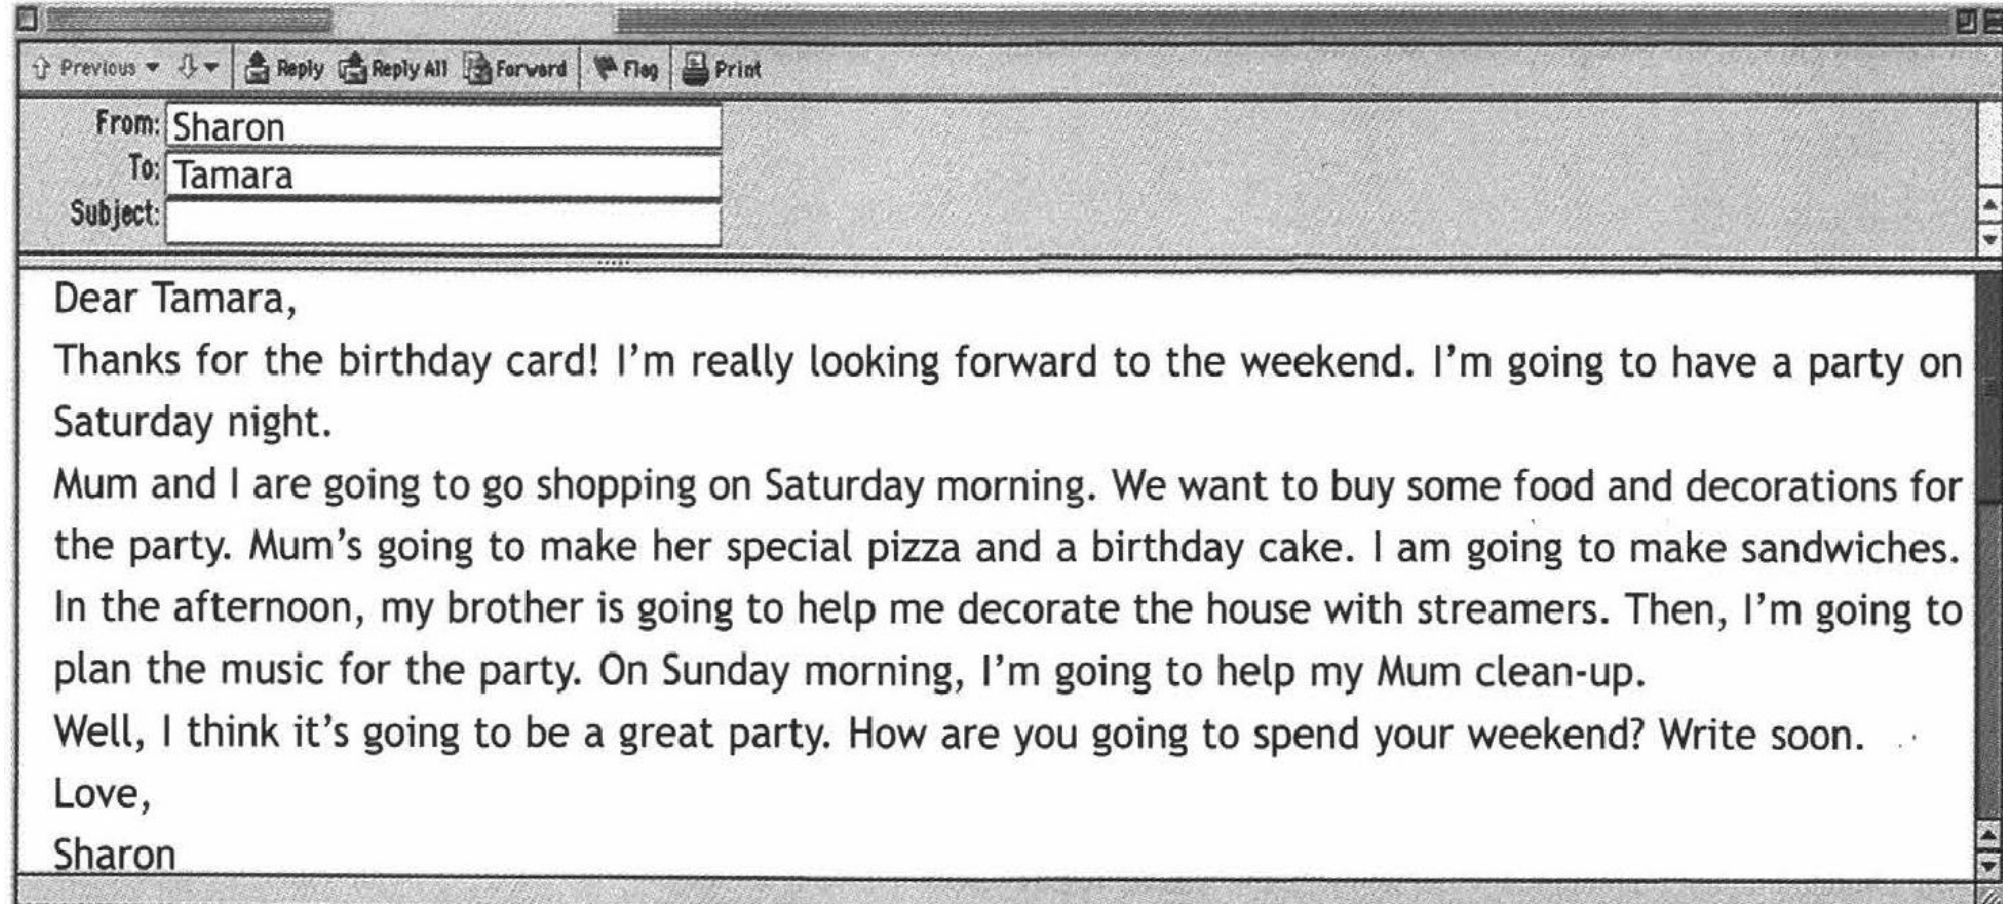 Previous Reply Reply All Forward Flag Print
From: Sharon
To: Tamara
Subject:
Dear Tamara,
Thanks for the birthday card! I'm really looking forward to the weekend. I'm going to have a party on
Saturday night.
Mum and I are going to go shopping on Saturday morning. We want to buy some food and decorations for
the party. Mum's going to make her special pizza and a birthday cake. I am going to make sandwiches.
In the afternoon, my brother is going to help me decorate the house with streamers. Then, I'm going to
plan the music for the party. On Sunday morning, I'm going to help my Mum clean-up.
Well, I think it's going to be a great party. How are you going to spend your weekend? Write soon.
Love,
Sharon